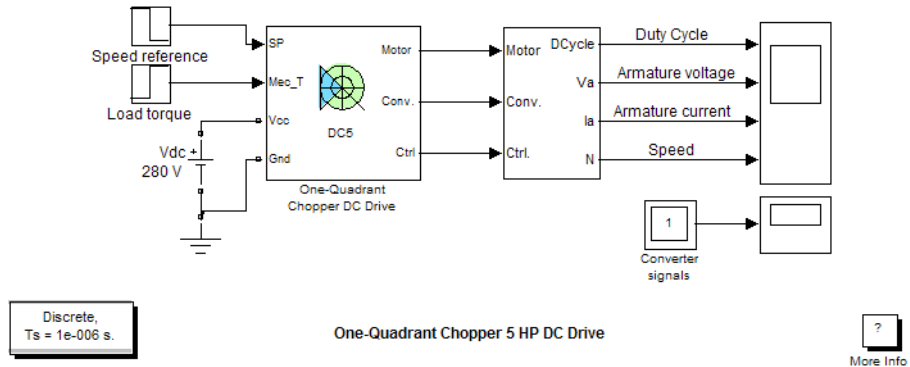 Speed reference
Load torque
Vdc +
280 V
SP
Mec_T
Vcc
Gnd
DC5
Motor
Conv.
Ctrl
One-Quadrant
Chopper DC Drive
Motor
Conv.
Ctrl.
DCycle
Va
Ia
N
Duty Cycle
Armature voltage
Armature current
Speed
1
Converter
signals
Discrete,
Ts = 1e-006 s.
One-Quadrant Chopper 5 HP DC Drive
?
More Info